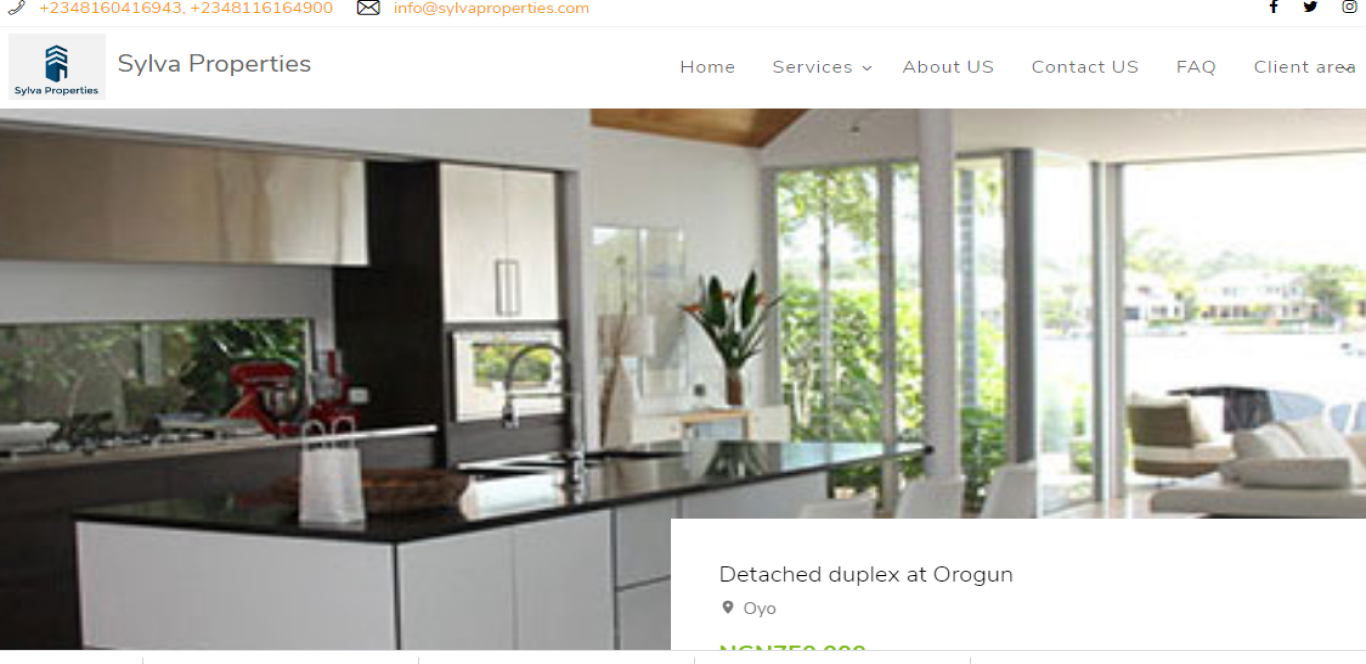 +2348160416943, +2348116164900 info@sylvaproperties.com
Sylva Properties
Sylva Properties
Home Services About US Contact US FAQ Client area
Detached duplex at Orogun
Oyo